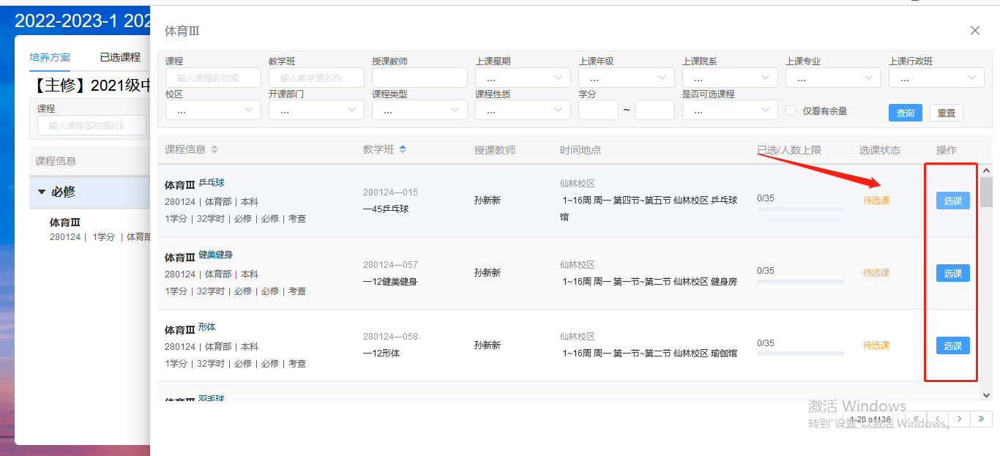 2022-2023-1 202
体育Ⅲ
培养方案 已选课程
【主修】2021级中
课程
输入课程名称或代码
课程信息
必修
体育Ⅲ
280124 | 1学分 | 体育部
课程 教学班 授课教师 上课星期 上课年级 上课院系 上课专业 上课行政班
输入课程名称或 输入教学班名称 ... ... ... ... ...
校区 开课部门 课程类型 课程性质 学分 是否可选课程
... ... ... ... ~ ... 仅看有余量 查询 重置
课程信息 教学班 授课教师 时间地点 已选/人数上限 选课状态 操作
体育Ⅲ 乒乓球
280124 | 体育部 | 本科
1学分 | 32学时 | 必修 | 必修 | 考查
280124—015
一45乒乓球
孙新新
仙林校区
1~16周 周一 第四节~第五节 仙林校区 乒乓球
馆
0/35
待选课
选课
体育Ⅲ 健美健身
280124 | 体育部 | 本科
1学分 | 32学时 | 必修 | 必修 | 考查
280124—057
一12健美健身
孙新新
仙林校区
1~16周 周一 第一节~第二节 仙林校区 健身房
0/35
待选课
选课
体育Ⅲ 形体
280124 | 体育部 | 本科
1学分 | 32学时 | 必修 | 必修 | 考查
280124—058
一12形体
孙新新
仙林校区
1~16周 周一 第一节~第二节 仙林校区 瑜伽馆
0/35
待选课
选课
体育Ⅲ 羽毛球
激活 Windows
转到"设置"以激活 Windows。
1-20 of 136